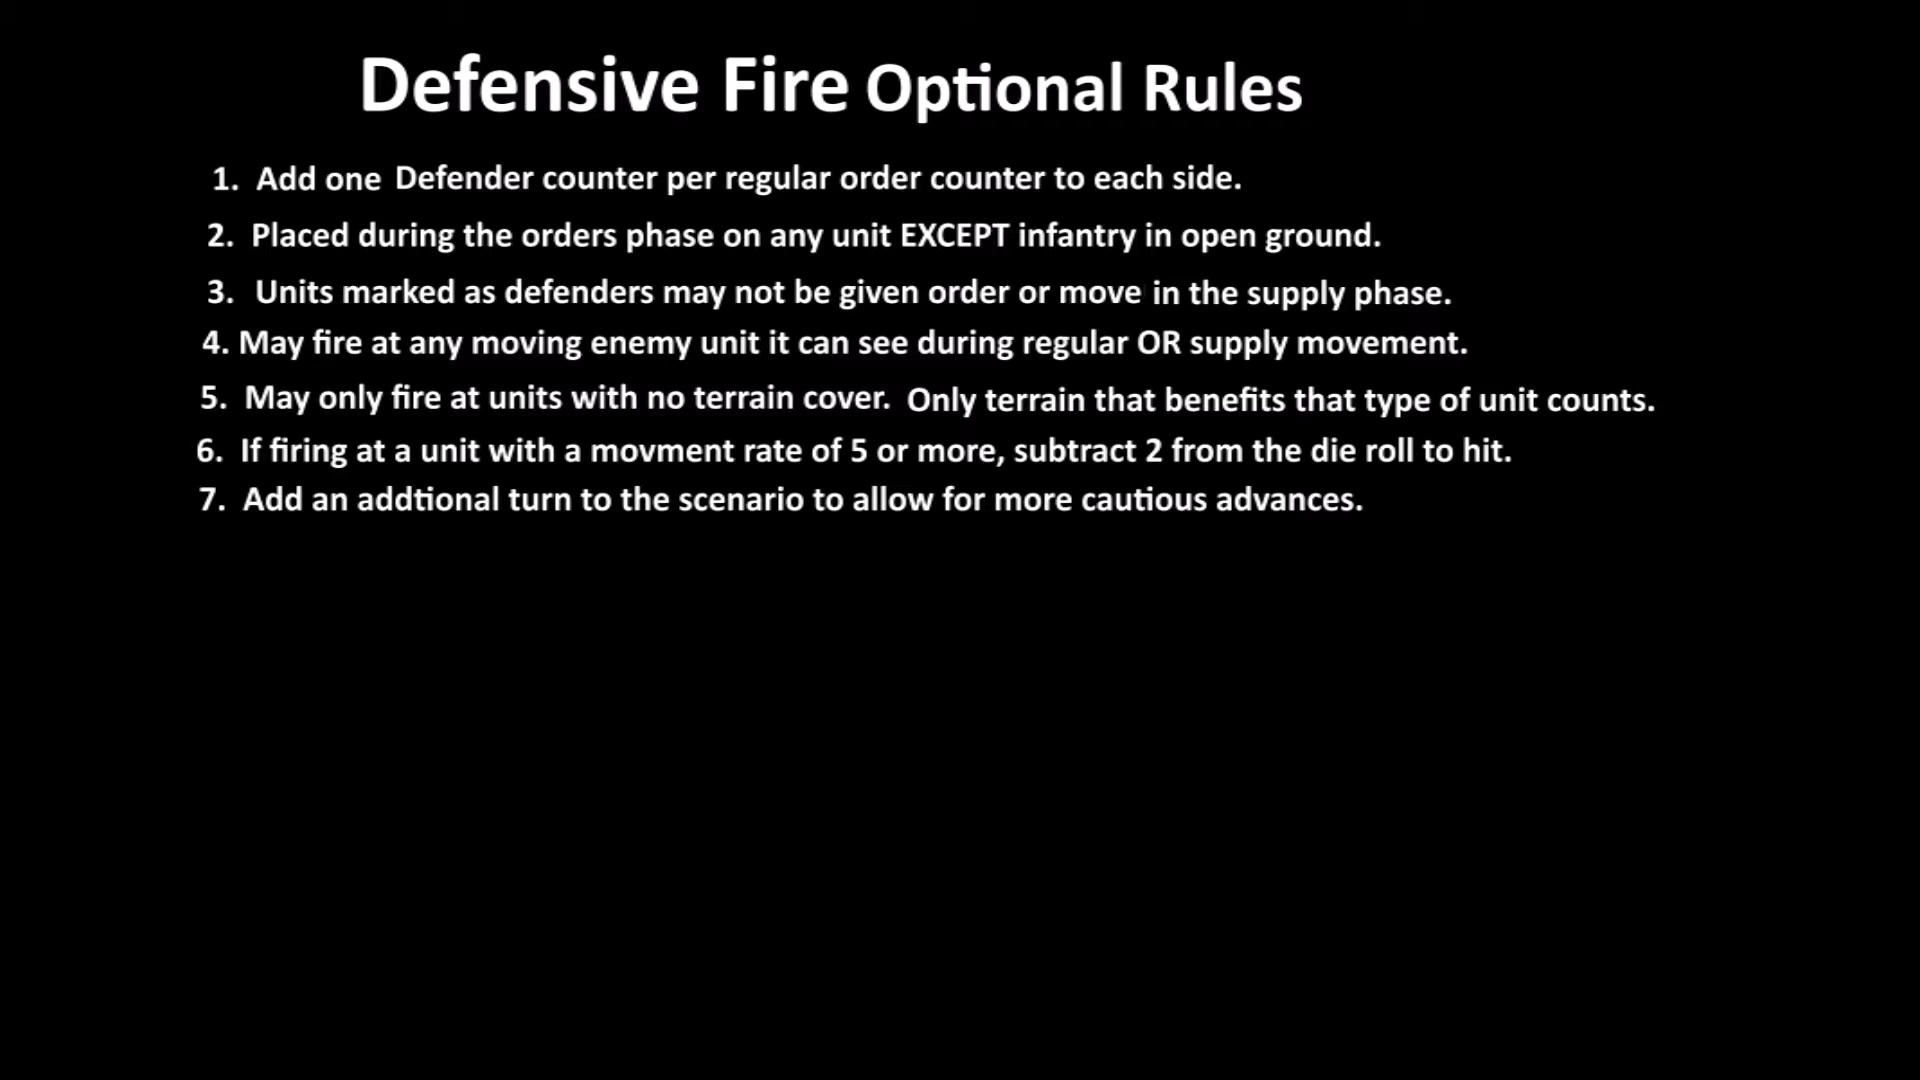 Defensive Fire Optional Rules
1. Add one Defender counter per regular order counter to each side.
2. Placed during the orders phase on any unit EXCEPT infantry in open ground.
3. Units marked as defenders may not be given order or move in the supply phase.
4. May fire at any moving enemy unit it can see during regular OR supply movement.
5. May only fire at units with no terrain cover. Only terrain that benefits that type of unit counts.
6. If firing at a unit with a movment rate of 5 or more, subtract 2 from the die roll to hit.
7. Add an addtional turn to the scenario to allow for more cautious advances.